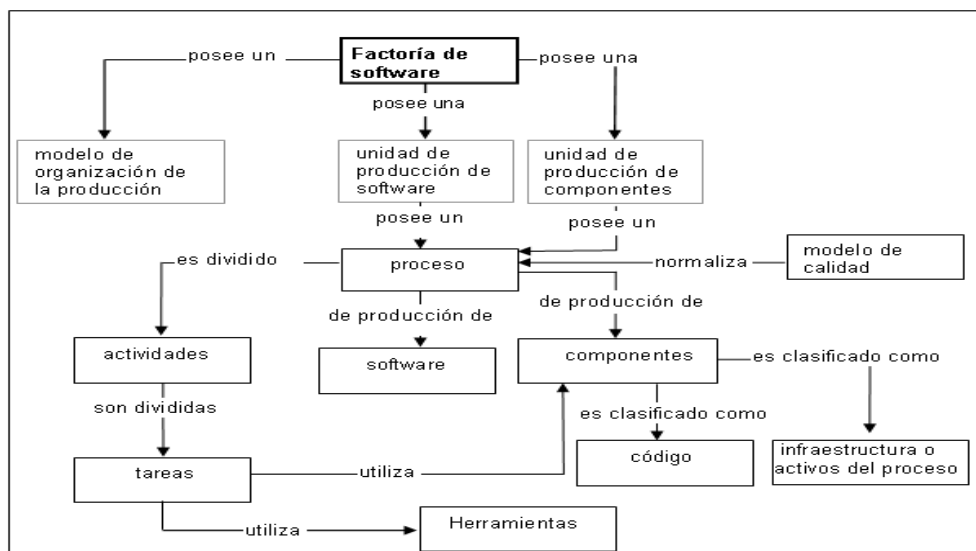 posee un
Factoría de
software
posee una
posee una
modelo de
organización de
la producción
unidad de
producción de
software
unidad de
producción de
componentes
posee un
posee un
es dividido
proceso
normaliza
modelo de
calidad
de producción de
de producción de
actividades
software
componentes
es clasificado como
son divididas
es clasificado como
tareas
utiliza
código
infraestructura o
activos del proceso
utiliza
Herramientas